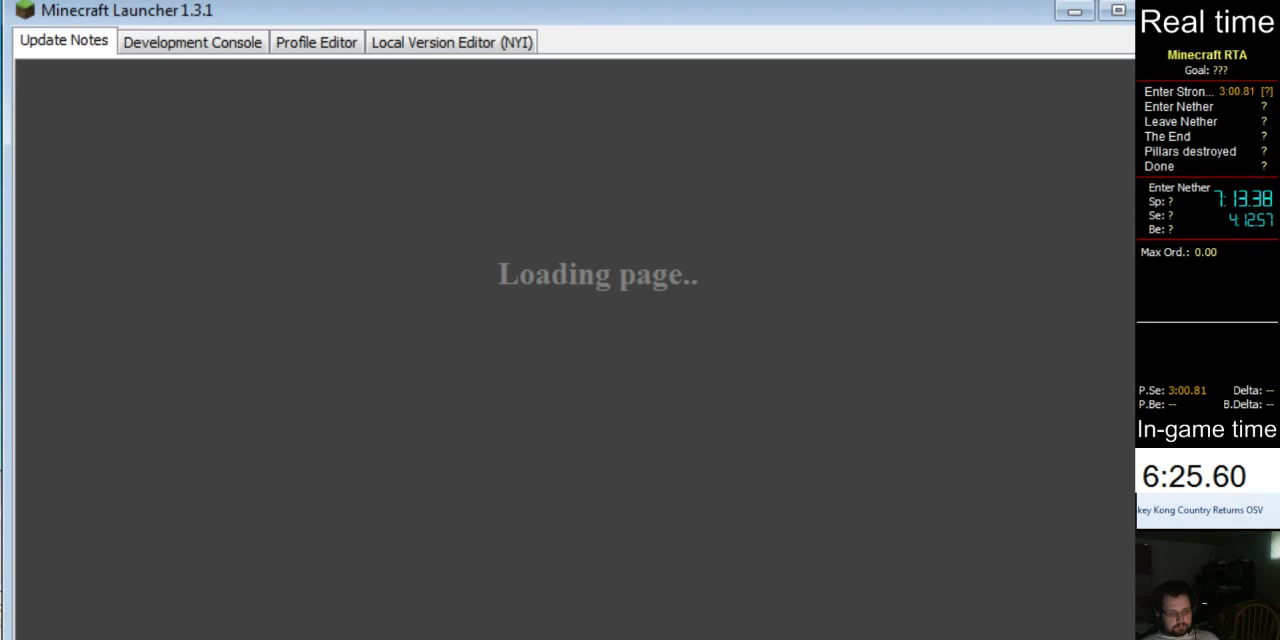 Minecraft Launcher 1.3.1
Update Notes
Development Console
Profile Editor
Local Version Editor (NYI)
Loading page..
Real time
Minecraft RTA
Goal: ???
Enter Stron... 3:00.81 [?]
Enter Nether ?
Leave Nether ?
The End ?
Pillars destroyed ?
Done ?
Enter Nether
7:13.38
Sp: ?
Se: ?
4:12.57
Be: ?
Max Ord.: 0.00
P.Se: 3:00.81 Delta: --
P.Be: -- B.Delta: --
In-game time
6:25.60
key Kong Country Returns OSV